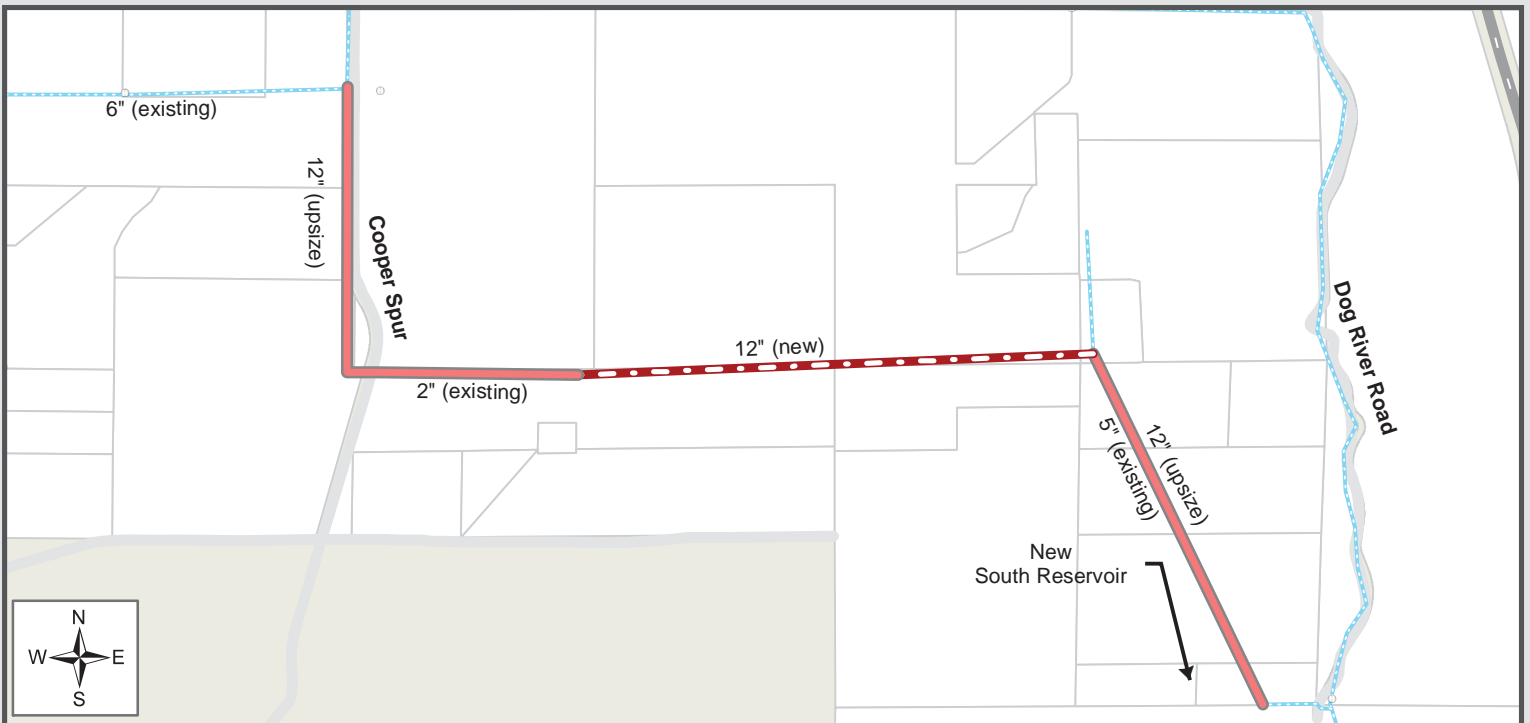 6" (existing)
12" (upsize)
Cooper Spur
2" (existing)
12" (new)
5" (existing)
12" (upsize)
Dog River Road
New
South Reservoir
N
W E
S